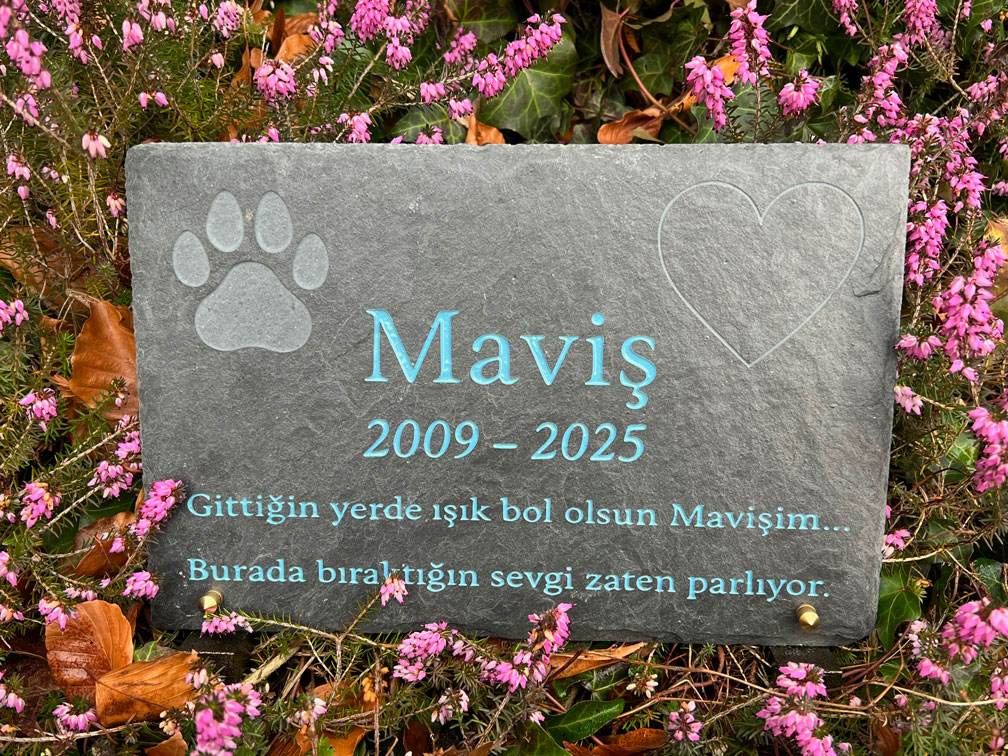 Maviş
2009 – 2025
Gittiğin yerde ışık bol olsun Mavişim...
Burada bıraktığın sevgi zaten parlıyor.